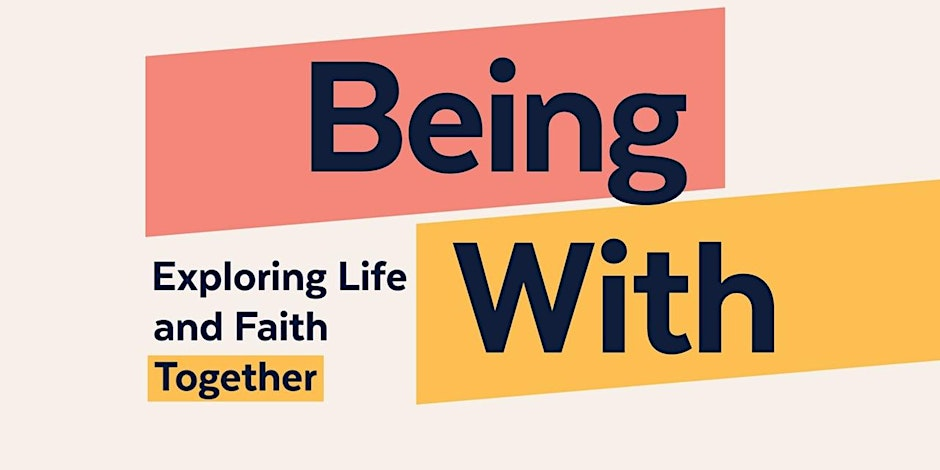 Being
With
Exploring Life
and Faith
Together